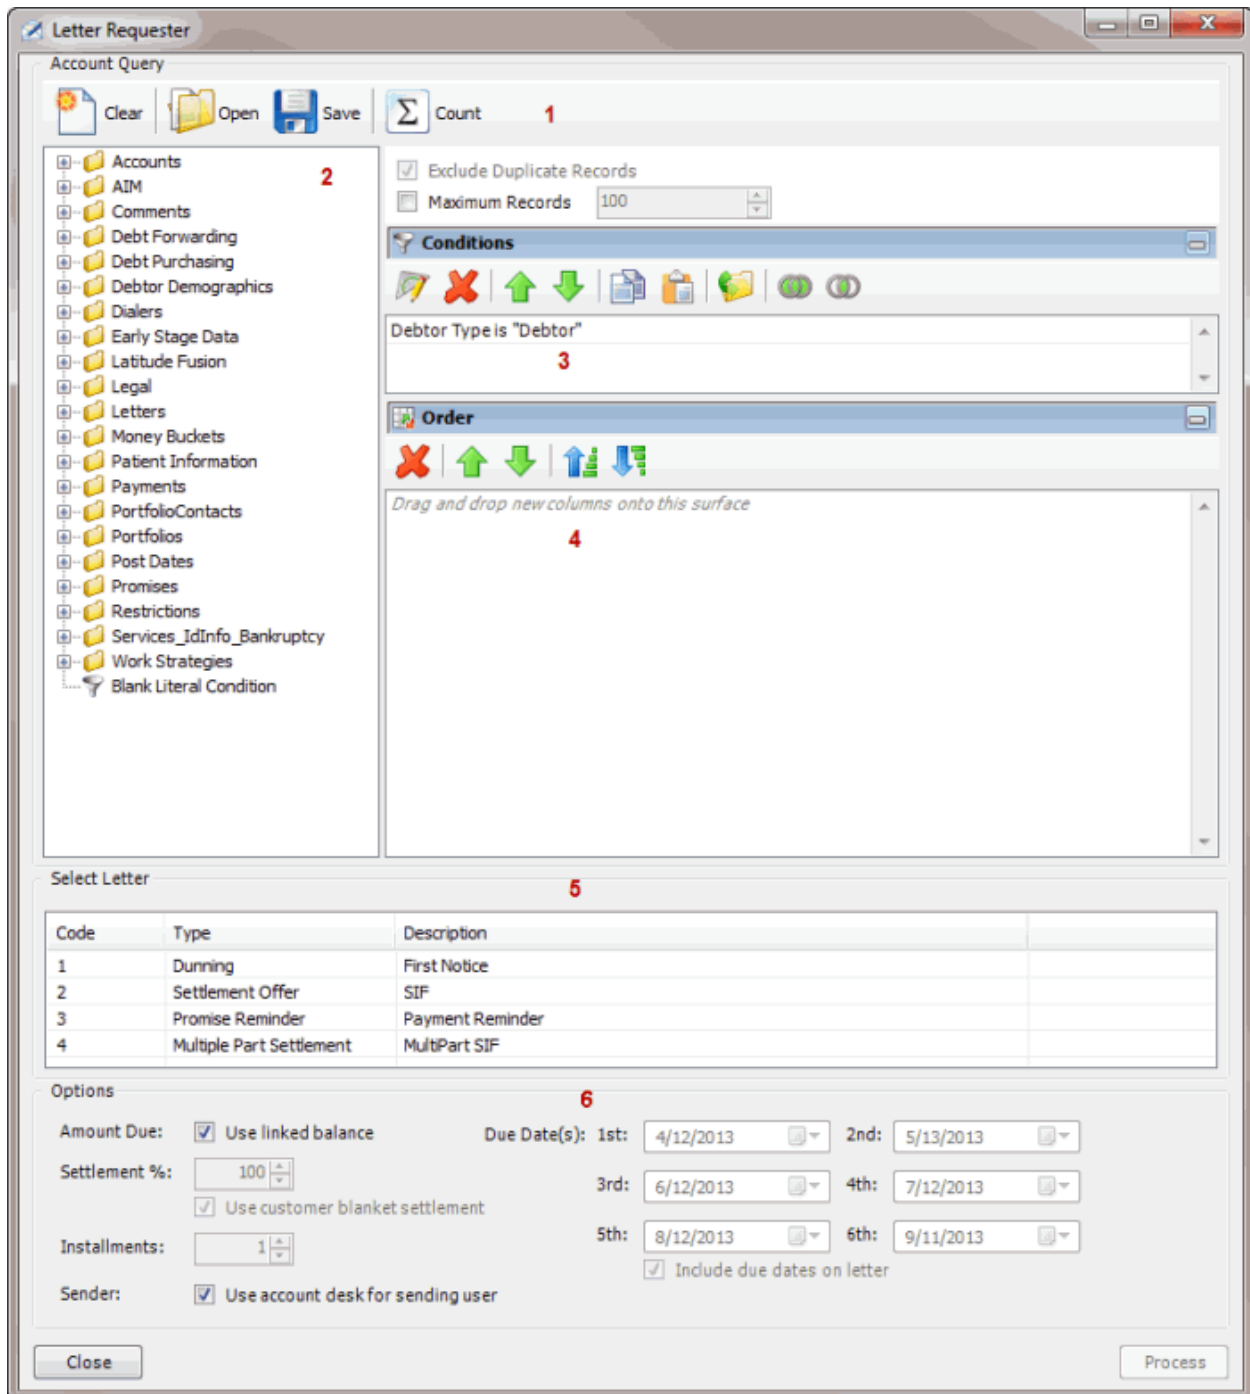 Letter Requester
Account Query
Clear Open Save Count 1
Accounts
AIM
Comments
Debt Forwarding
Debt Purchasing
Debtor Demographics
Dialers
Early Stage Data
Latitude Fusion
Legal
Letters
Money Buckets
Patient Information
Payments
PortfolioContacts
Portfolios
Post Dates
Promises
Restrictions
Services_IdInfo_Bankruptcy
Work Strategies
Blank Literal Condition
2
Exclude Duplicate Records
Maximum Records 100
Conditions
Debtor Type is "Debtor"
3
Order
Drag and drop new columns onto this surface
4
Select Letter
5
Code Type Description
1 Dunning First Notice
2 Settlement Offer SIF
3 Promise Reminder Payment Reminder
4 Multiple Part Settlement MultiPart SIF
Options
6
Amount Due: Use linked balance
Settlement %: 100
Use customer blanket settlement
Installments: 1
Sender: Use account desk for sending user
Due Date(s): 1st: 4/12/2013 2nd: 5/13/2013
3rd: 6/12/2013 4th: 7/12/2013
5th: 8/12/2013 6th: 9/11/2013
Include due dates on letter
Close Process